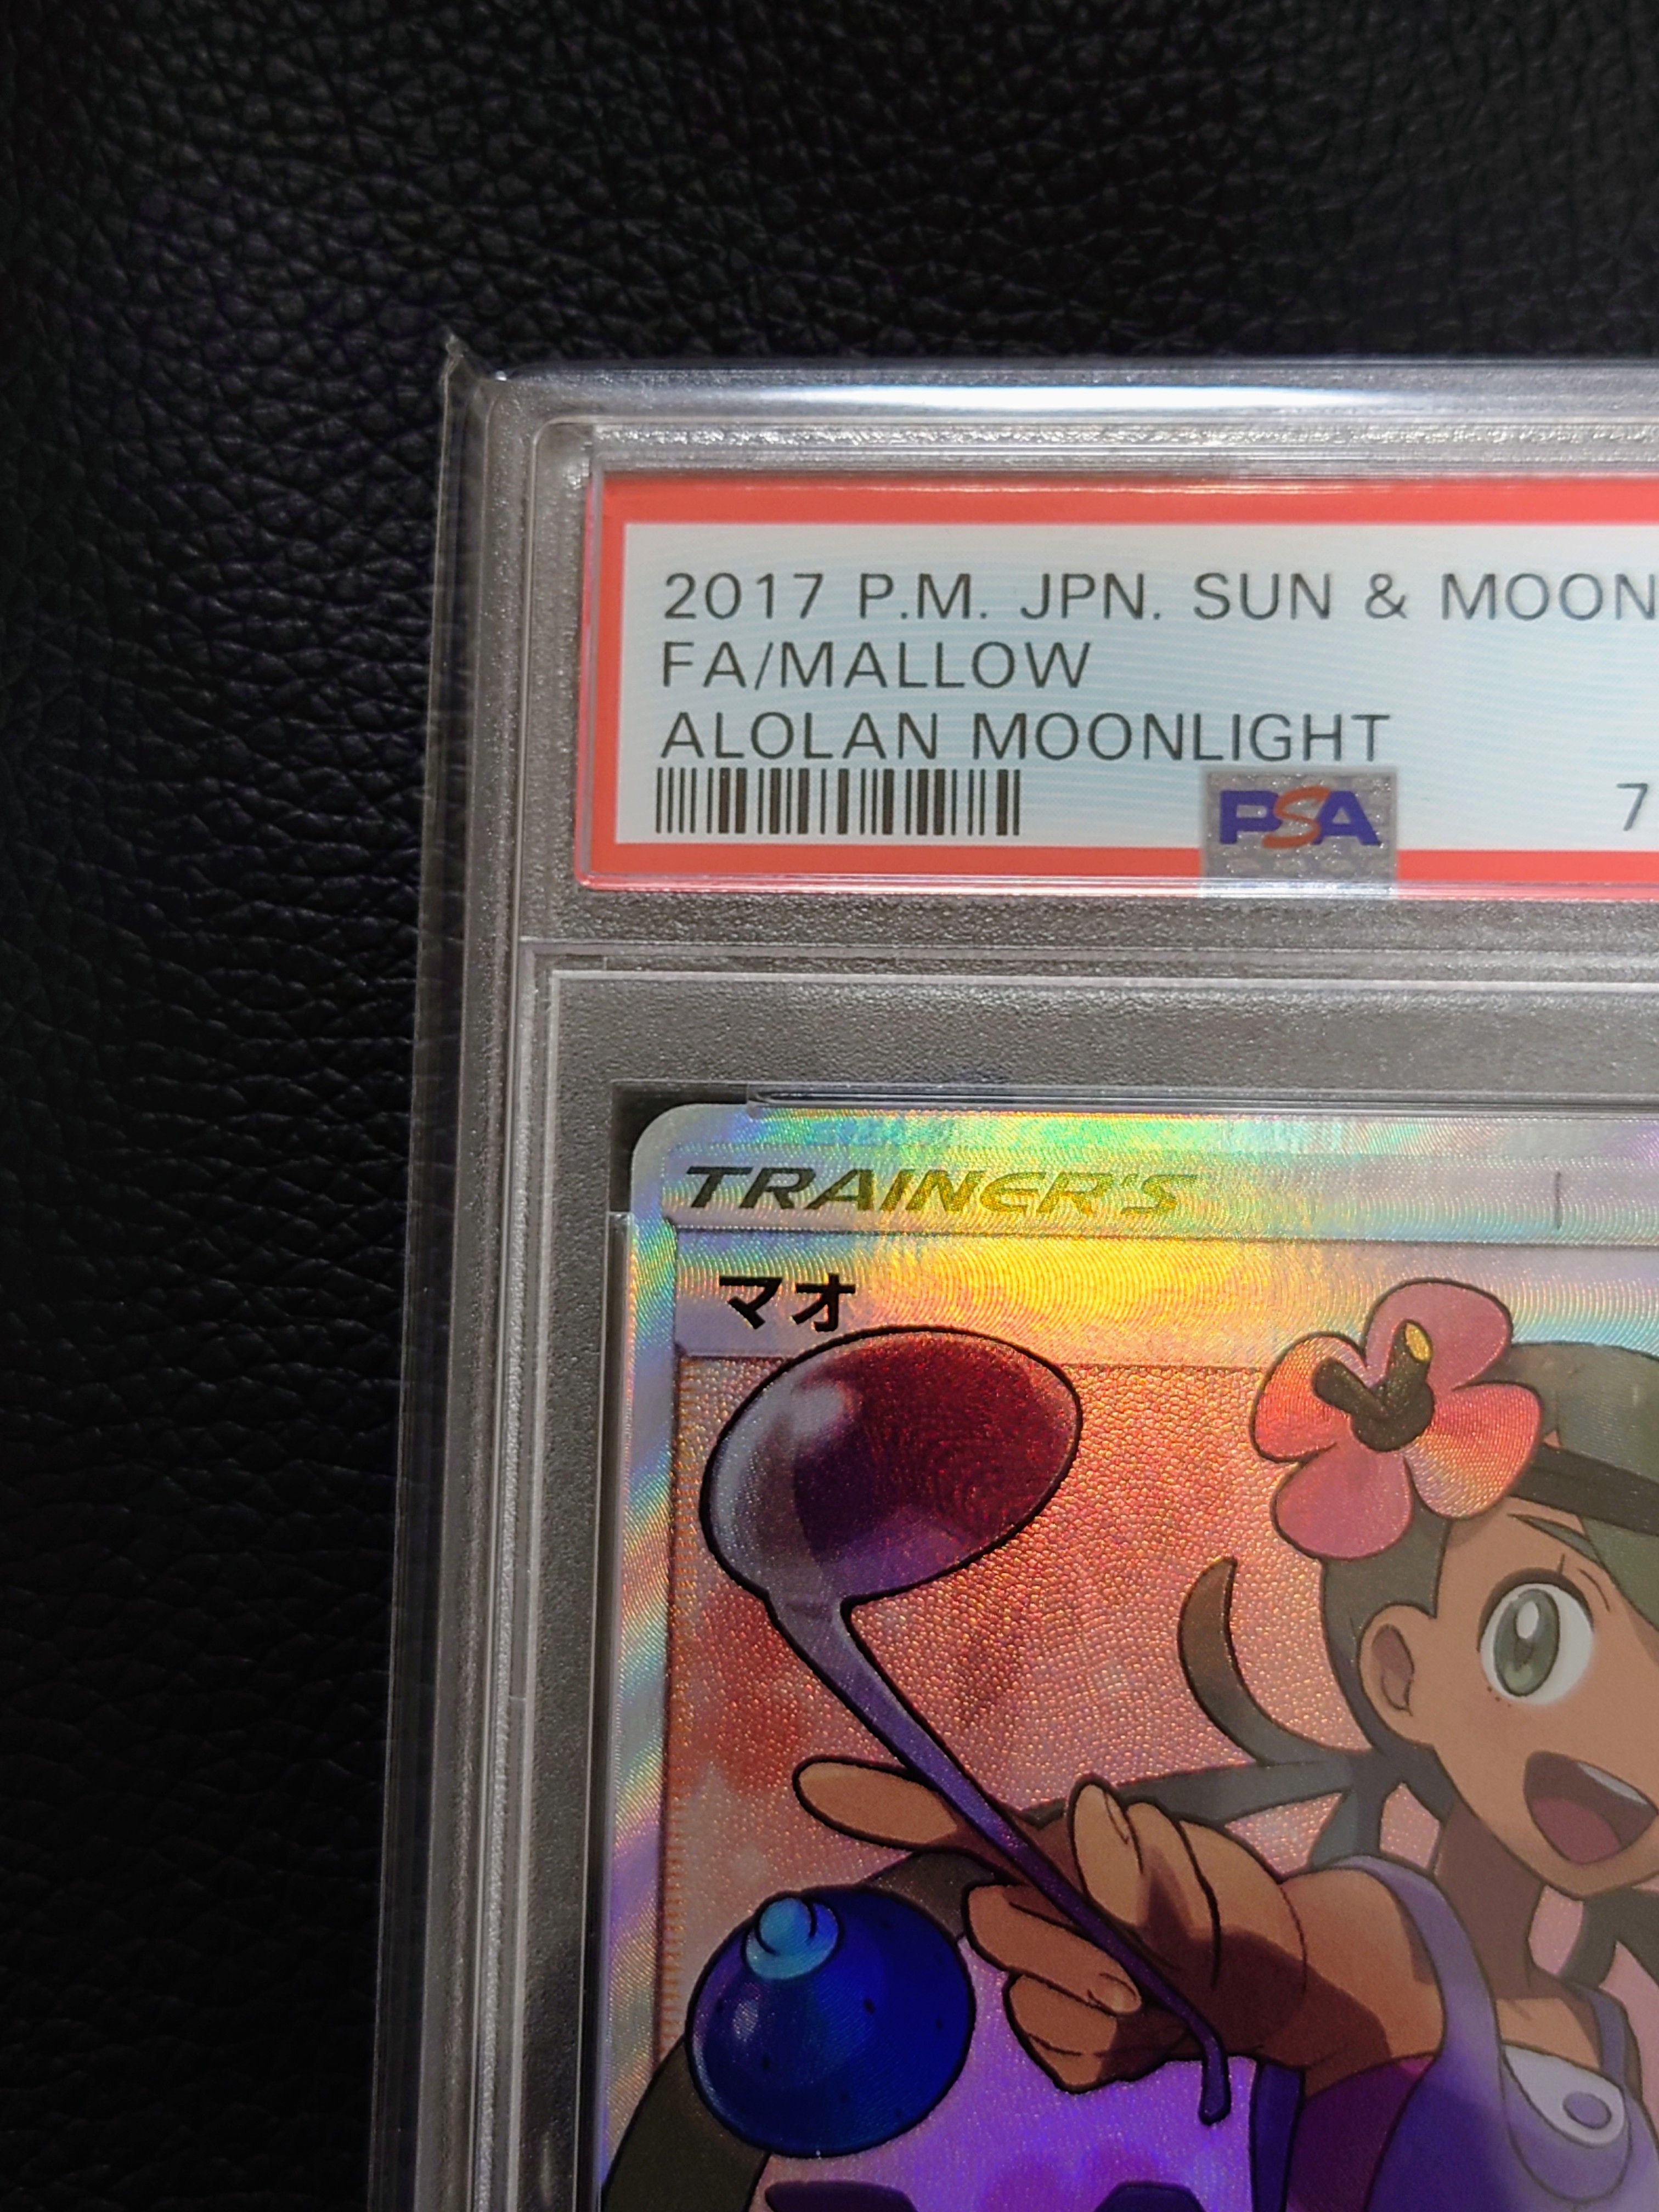 2017 P.M. JPN. SUN & MOON
FA/MALLOW
ALOLAN MOONLIGHT
PSA
7
TRAINER'S
マオ